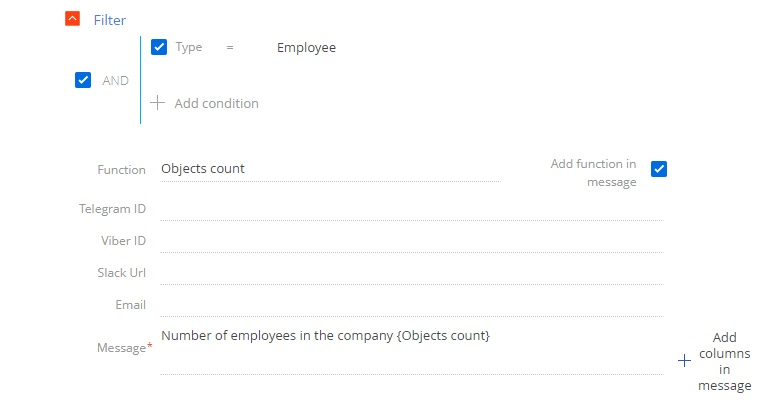 Filter
Type = Employee
AND
Add condition
Function Objects count Add function in
message
Telegram ID
Viber ID
Slack Url
Email
Message* Number of employees in the company {Objects count}
Add
columns
in
message